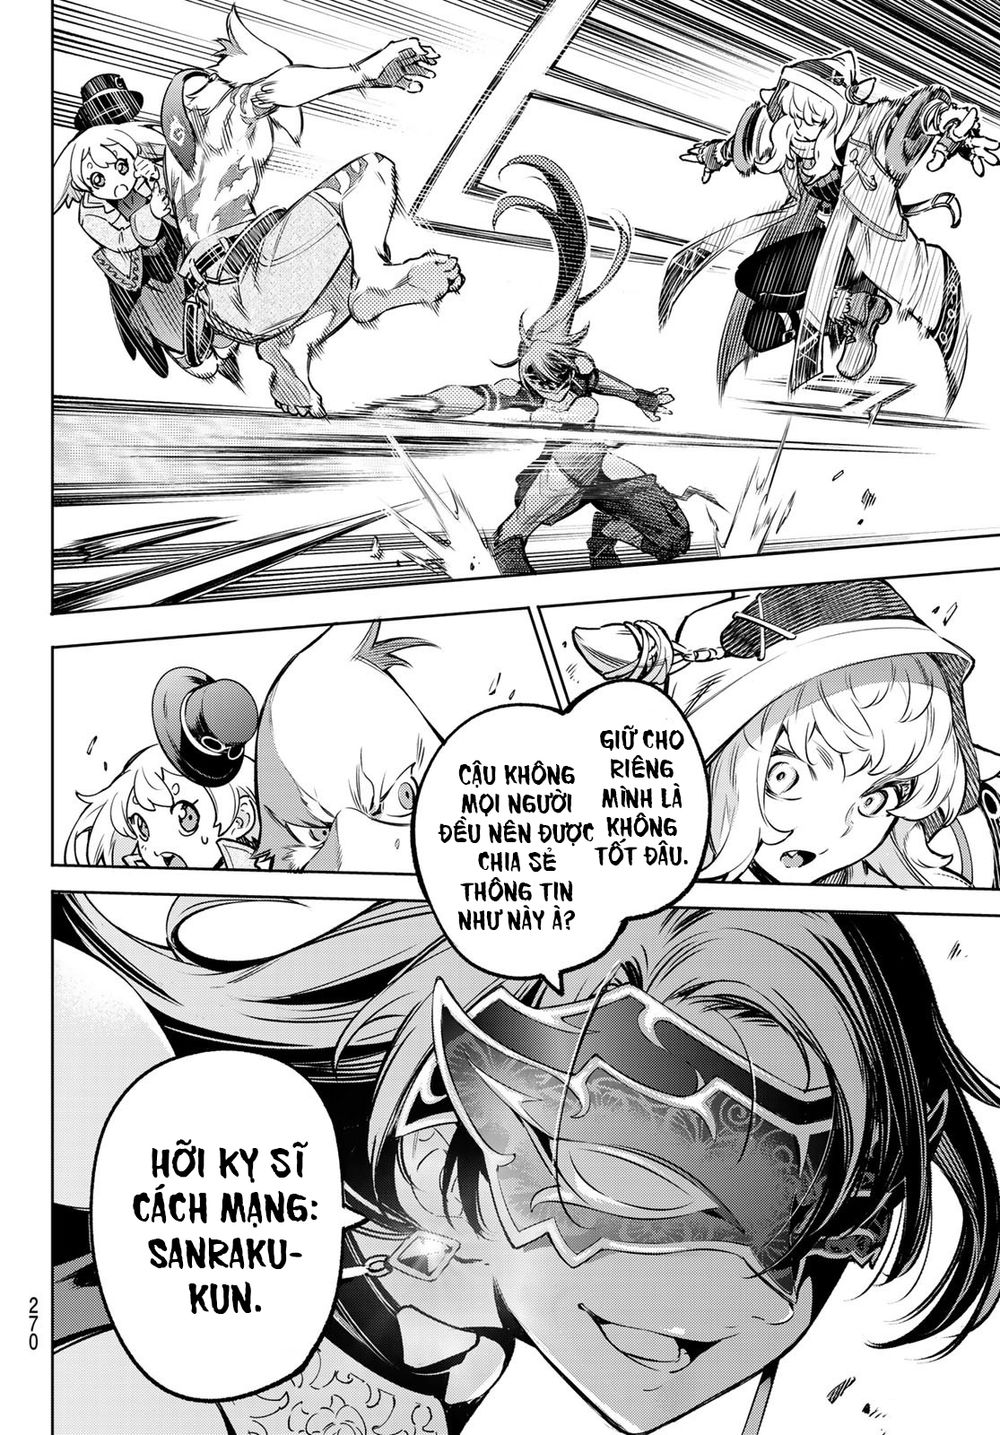 GIỮ CHO
RIÊNG
MÌNH LÀ
KHÔNG
TỐT ĐÂU.
CẬU KHÔNG
MỌI NGƯỜI
ĐỀU NÊN ĐƯỢC
CHIA SẺ
THÔNG TIN
NHƯ NÀY À?
HỠI KỴ SĨ
CÁCH MẠNG:
SANRAKU-
KUN.
270